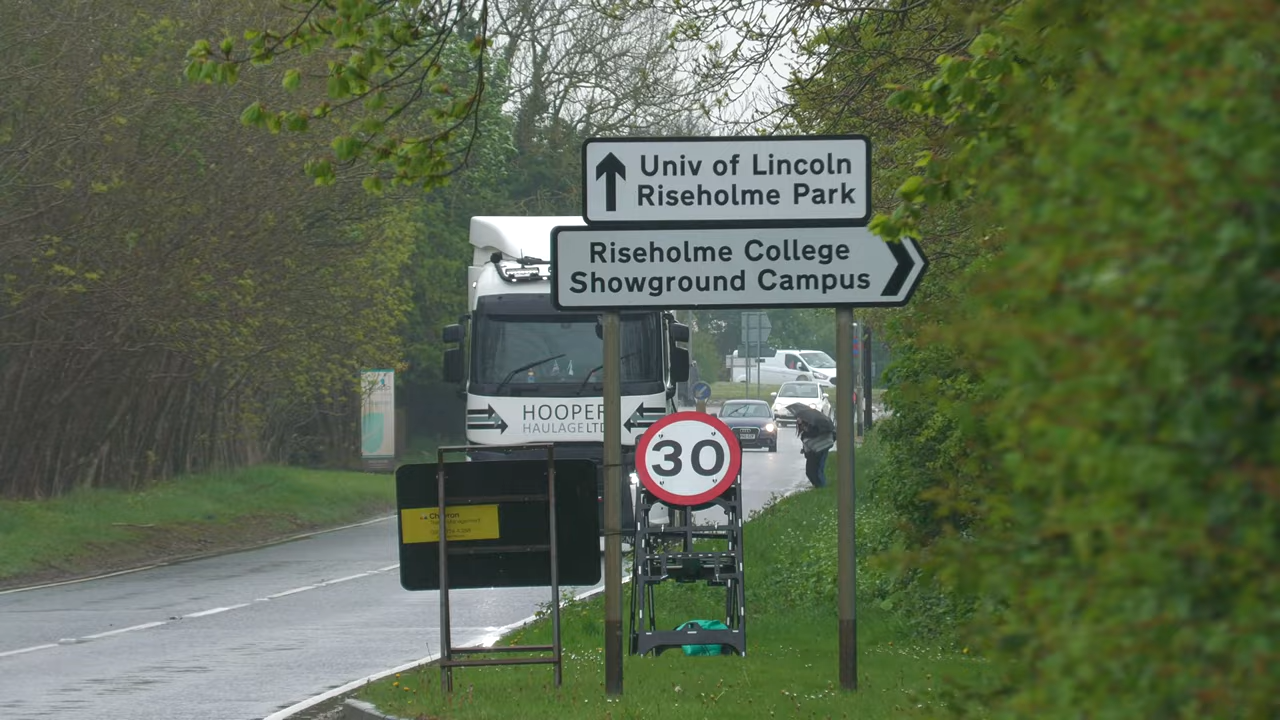 Univ of Lincoln
Riseholme Park
Riseholme College
Showground Campus
HOOPER
HAULAGE LTD
30